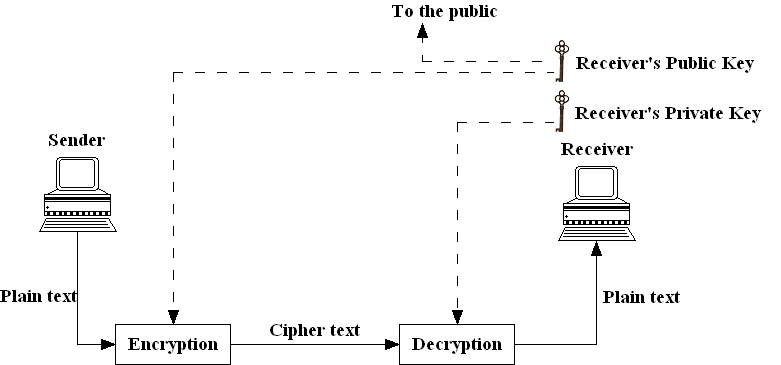 To the public
Receiver's Public Key
Receiver's Private Key
Sender
Receiver
Plain text
Plain text
Cipher text
Encryption
Decryption